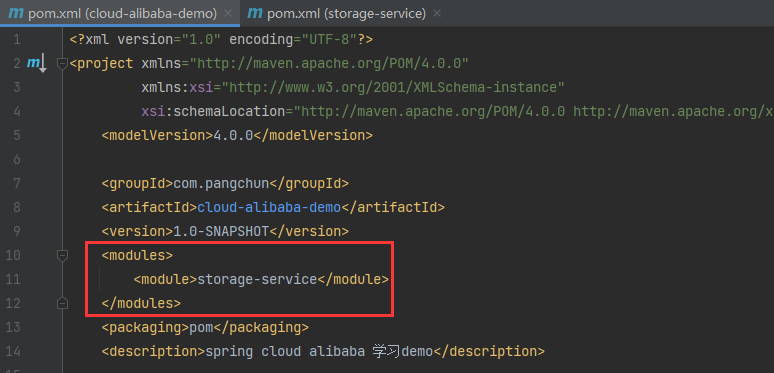 pom.xml (cloud-alibaba-demo) × pom.xml (storage-service) ×
1 <?xml version="1.0" encoding="UTF-8"?>
2 <project xmlns="http://maven.apache.org/POM/4.0.0"
3 xmlns:xsi="http://www.w3.org/2001/XMLSchema-instance"
4 xsi:schemaLocation="http://maven.apache.org/POM/4.0.0 http://maven.apache.org/x
5 <modelVersion>4.0.0</modelVersion>
6
7 <groupId>com.pangchun</groupId>
8 <artifactId>cloud-alibaba-demo</artifactId>
9 <version>1.0-SNAPSHOT</version>
10 <modules>
11 <module>storage-service</module>
12 </modules>
13 <packaging>pom</packaging>
14 <description>spring cloud alibaba 学习demo</description>